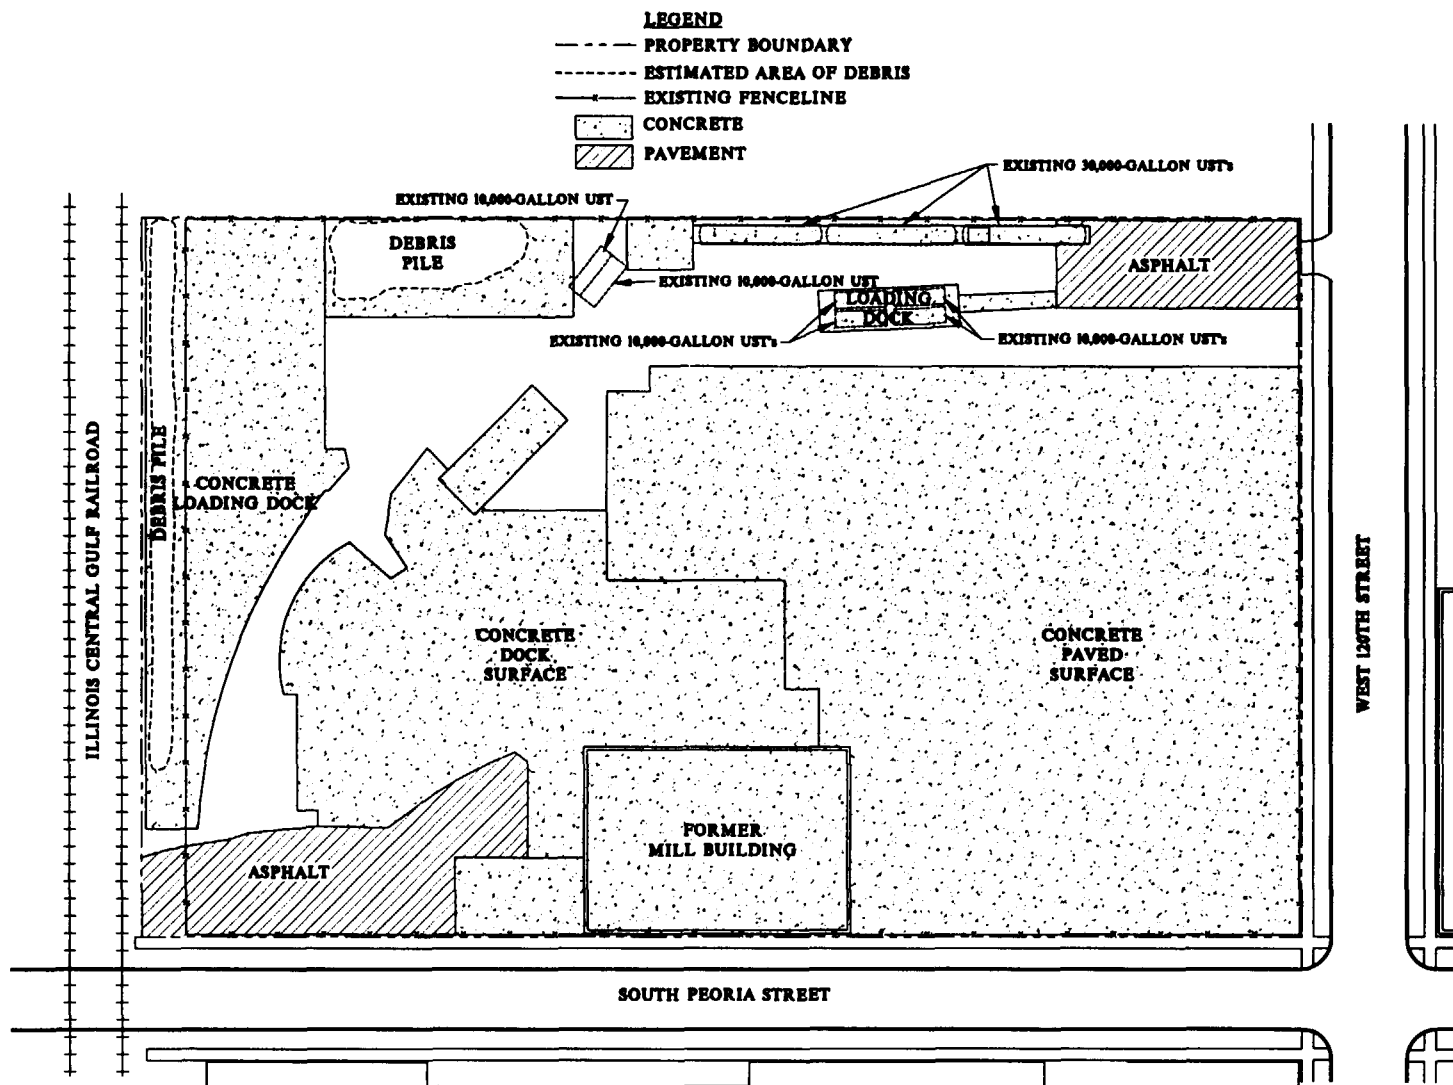 LEGEND
PROPERTY BOUNDARY
ESTIMATED AREA OF DEBRIS
EXISTING FENCELINE
CONCRETE
PAVEMENT
EXISTING 30,000-GALLON UST's
EXISTING 10,000-GALLON UST
DEBRIS
PILE
ASPHALT
EXISTING 10,000-GALLON UST
LOADING
DOCK
EXISTING 10,000-GALLON UST's
EXISTING 10,000-GALLON UST's
ILLINOIS CENTRAL GULF RAILROAD
DEBRIS PILE
CONCRETE
LOADING DOCK
WEST 120TH STREET
CONCRETE
DOCK
SURFACE
CONCRETE
PAVED
SURFACE
FORMER
MILL BUILDING
ASPHALT
SOUTH PEORIA STREET